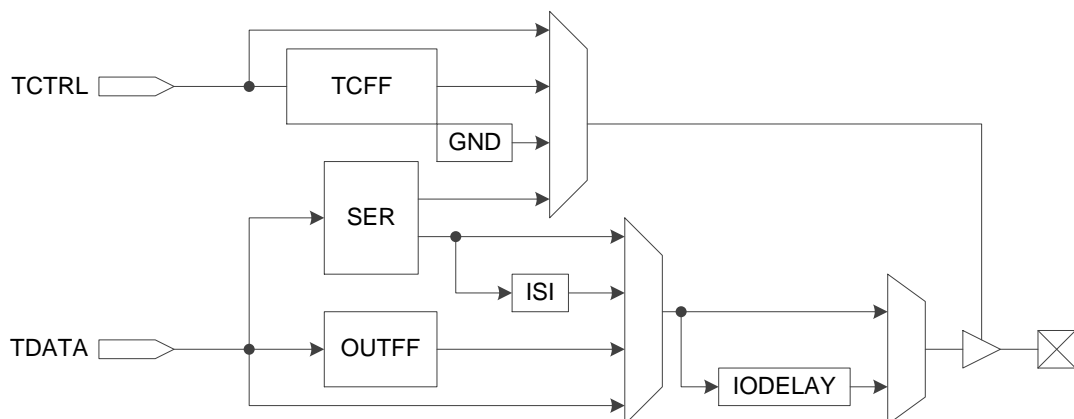 TCTRL
TCFF
GND
SER
ISI
TDATA
OUTFF
IODELAY